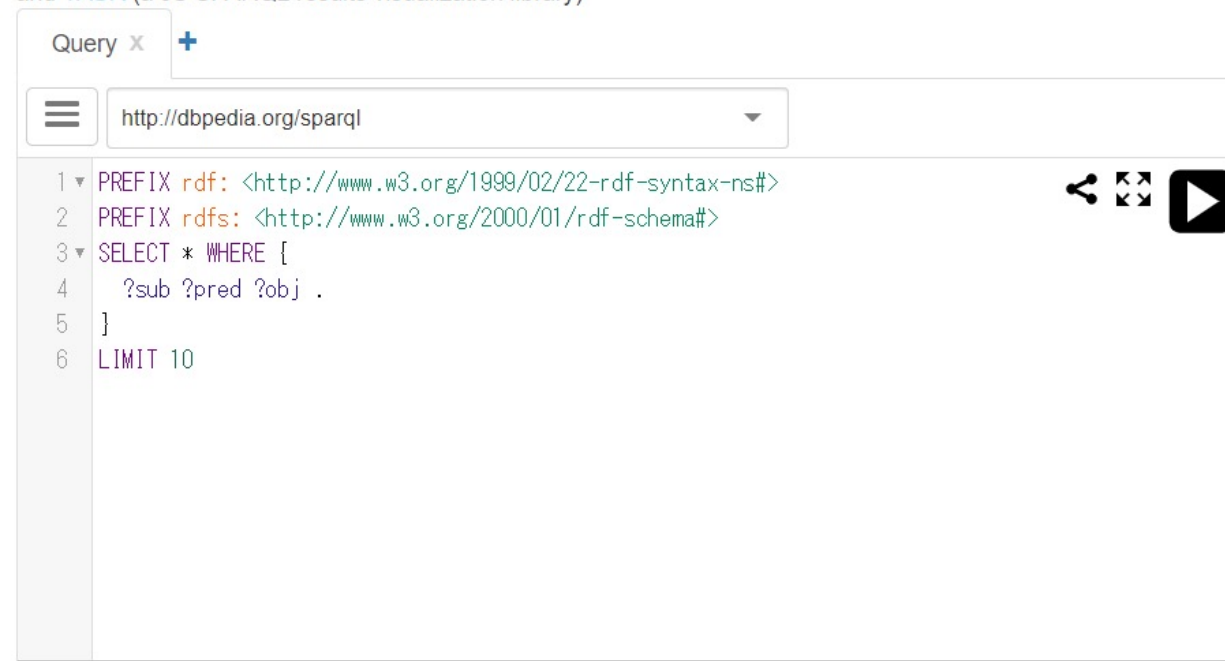 Query x +
http://dbpedia.org/sparql
1 PREFIX rdf: <http://www.w3.org/1999/02/22-rdf-syntax-ns#>
2 PREFIX rdfs: <http://www.w3.org/2000/01/rdf-schema#>
3 SELECT * WHERE {
4 ?sub ?pred ?obj .
5 }
6 LIMIT 10